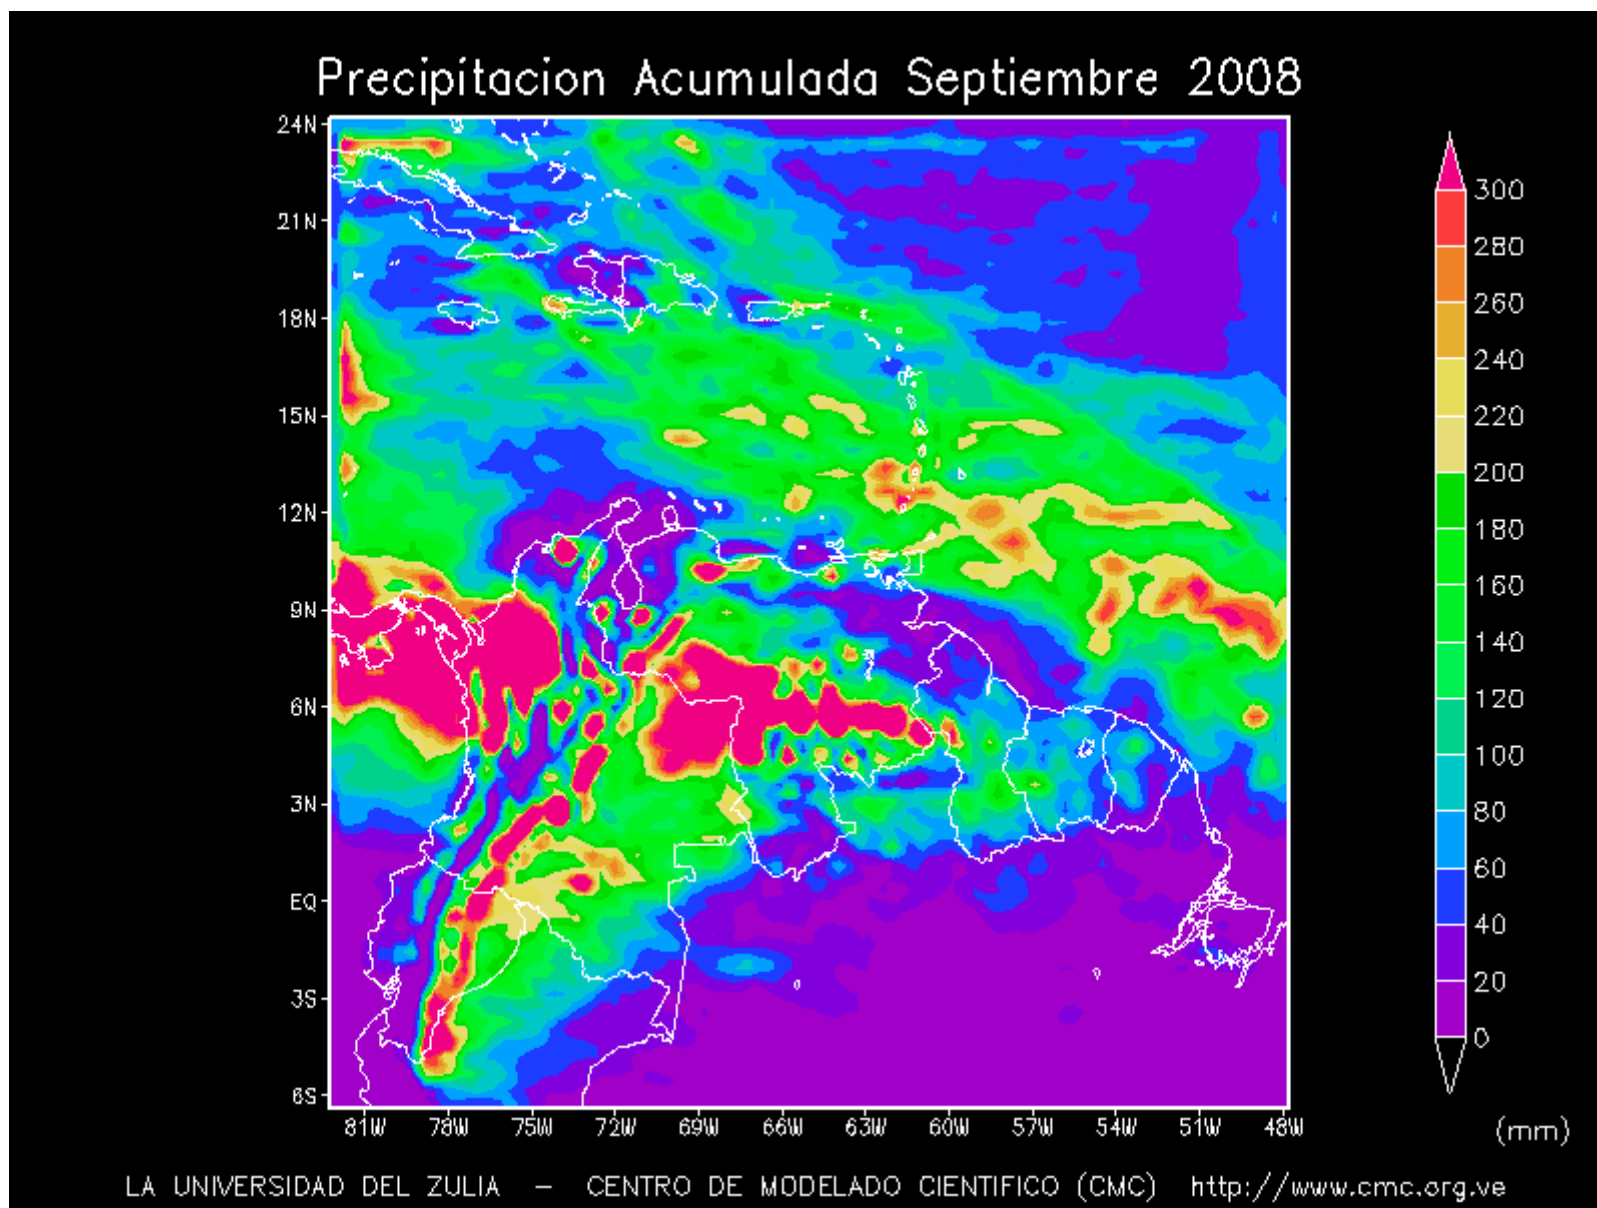 Precipitacion Acumulada Septiembre 2008
24N
21N
18N
15N
12N
9N
6N
3N
EQ
3S
6S
81W 78W 75W 72W 69W 66W 63W 60W 57W 54W 51W 48W
300
280
260
240
220
200
180
160
140
120
100
80
60
40
20
0
(mm)
LA UNIVERSIDAD DEL ZULIA – CENTRO DE MODELADO CIENTIFICO (CMC) http://www.cmc.org.ve